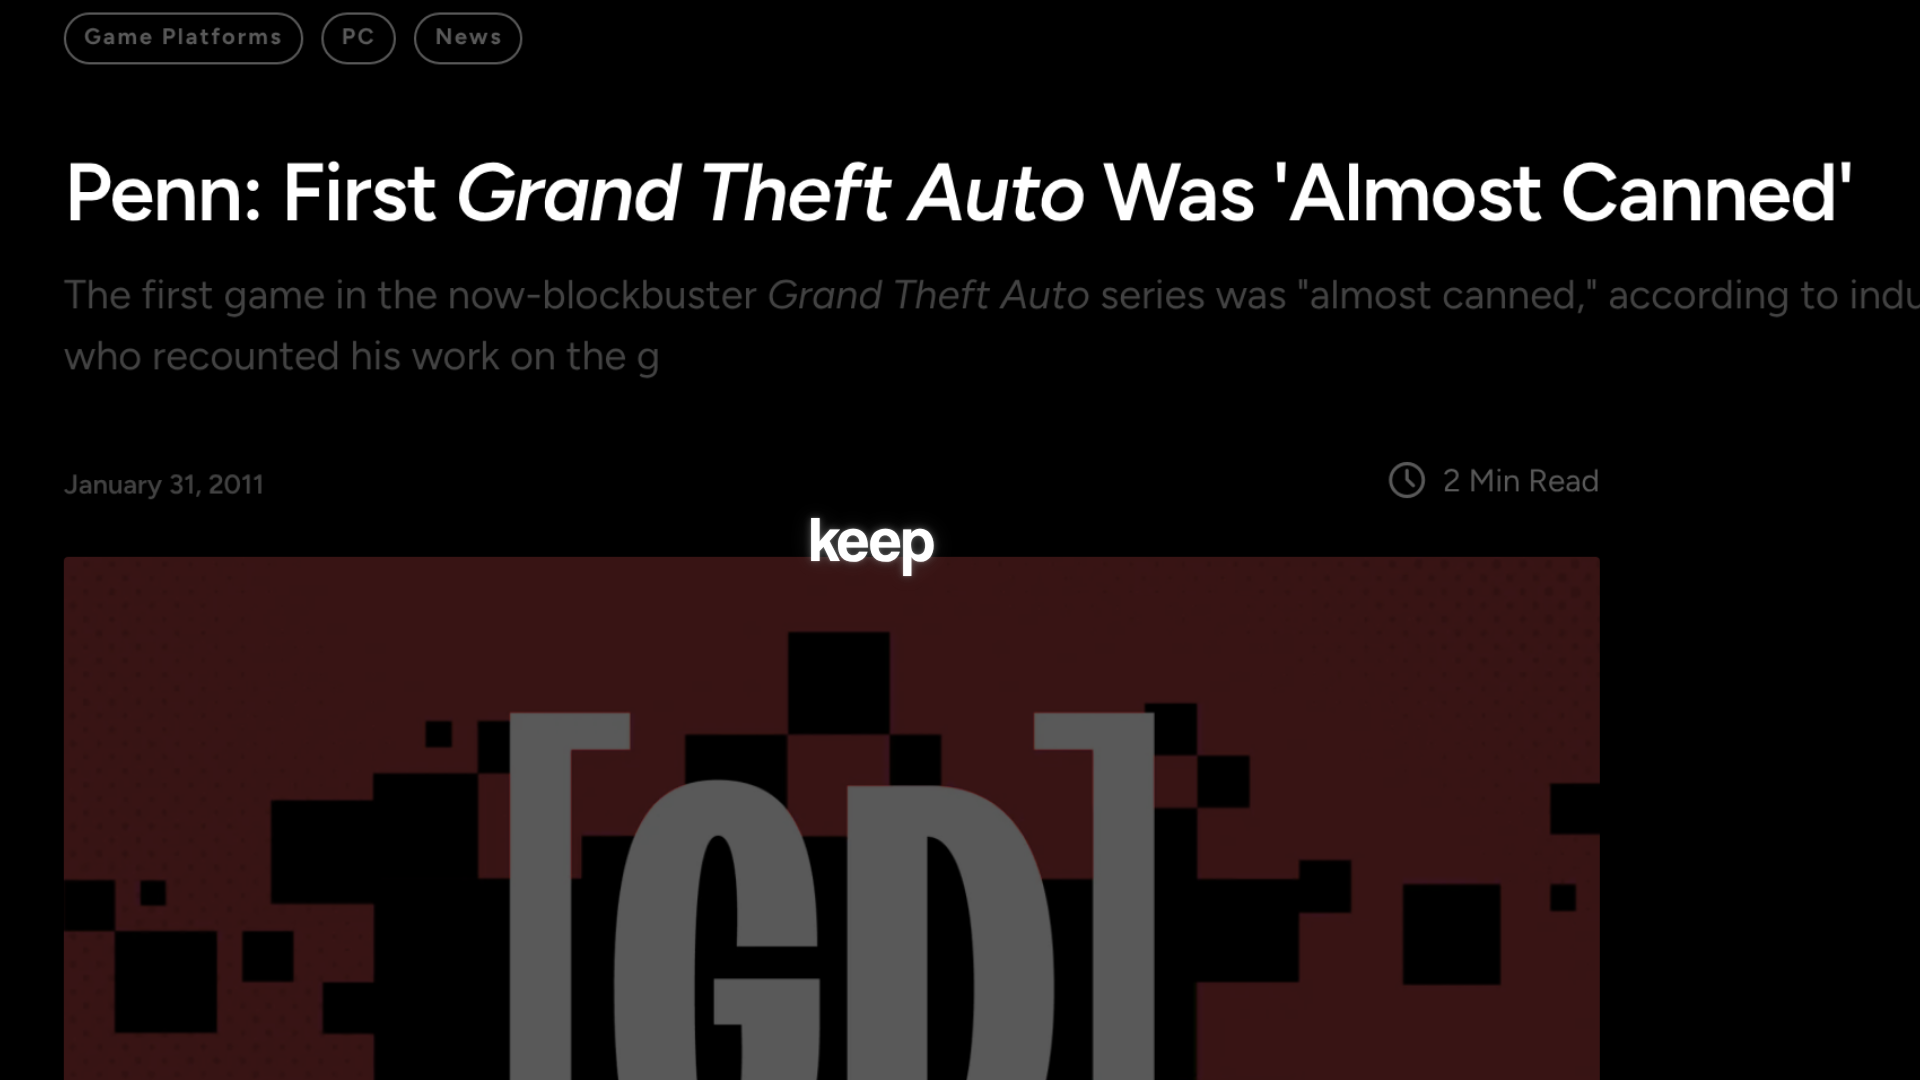 Game Platforms PC News
Penn: First Grand Theft Auto Was 'Almost Canned'
The first game in the now-blockbuster Grand Theft Auto series was "almost canned," according to
who recounted his work on the g
January 31, 2011 2 Min Read
keep
[GD]